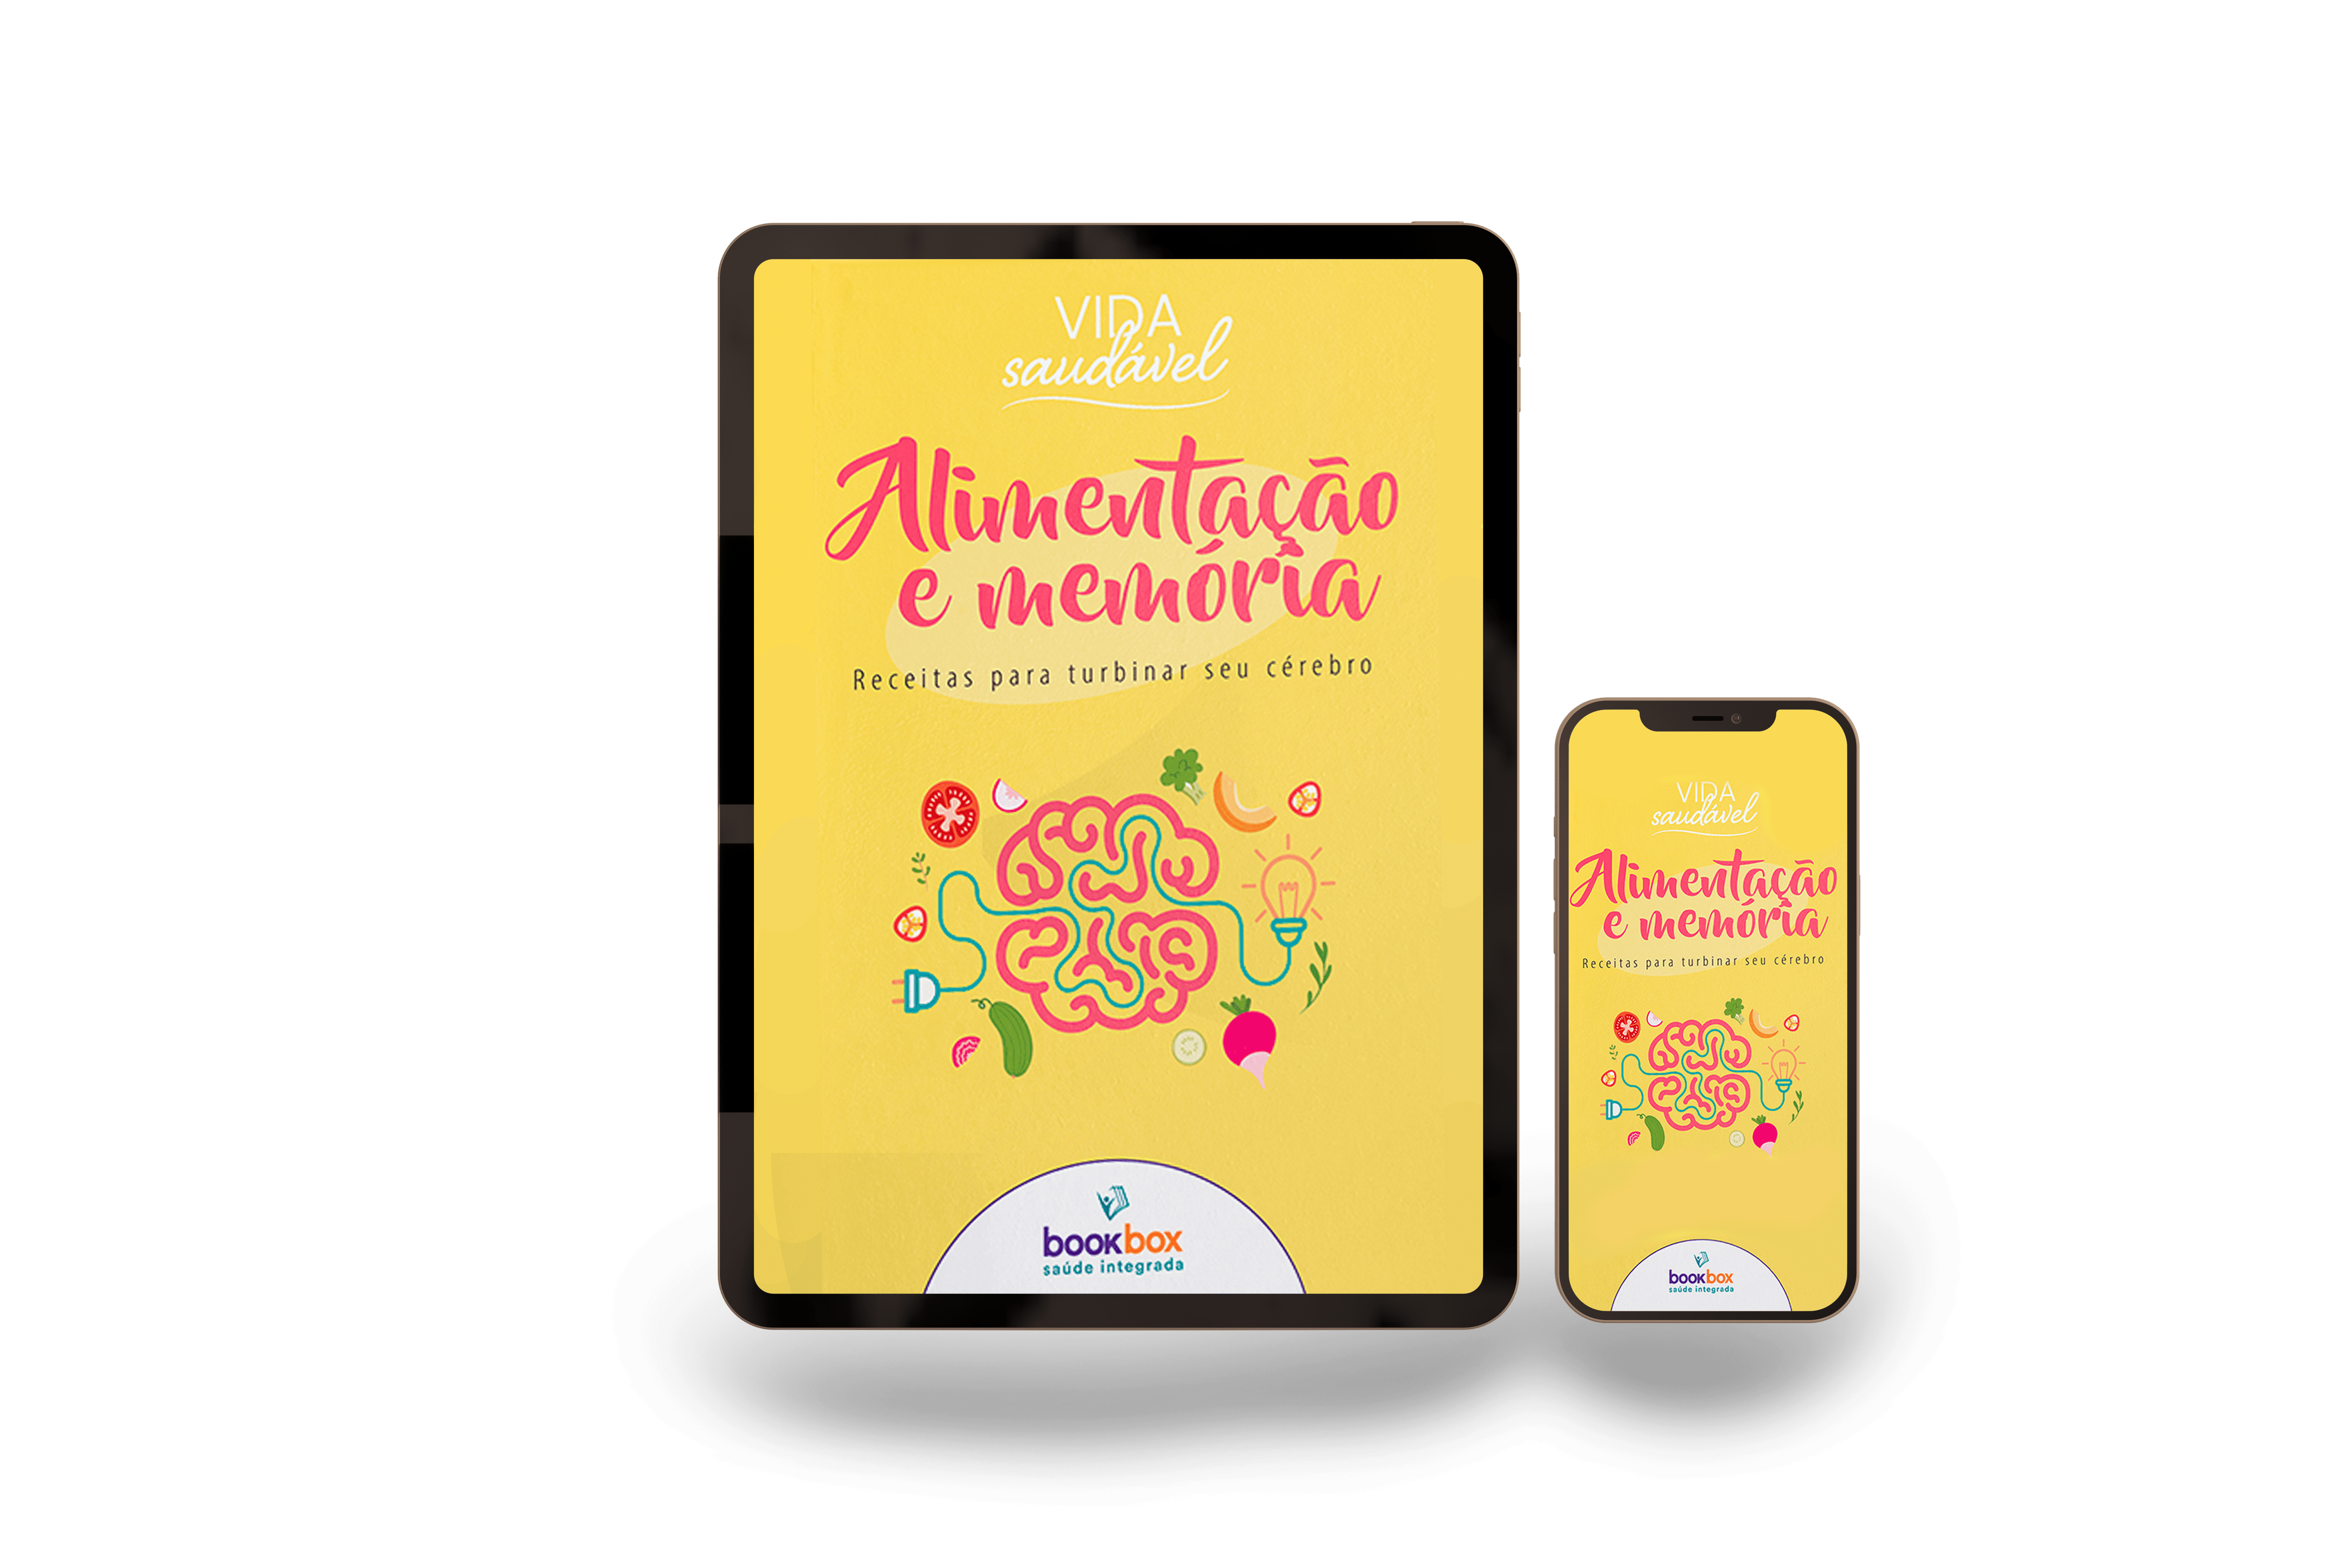 VIDA
saudável
Alimentação
e memória
Receitas para turbinar seu cérebro
bookbox
saúde integrada
VIDA
saudável
Alimentação
e memória
Receitas para turbinar seu cérebro
bookbox
saúde integrada